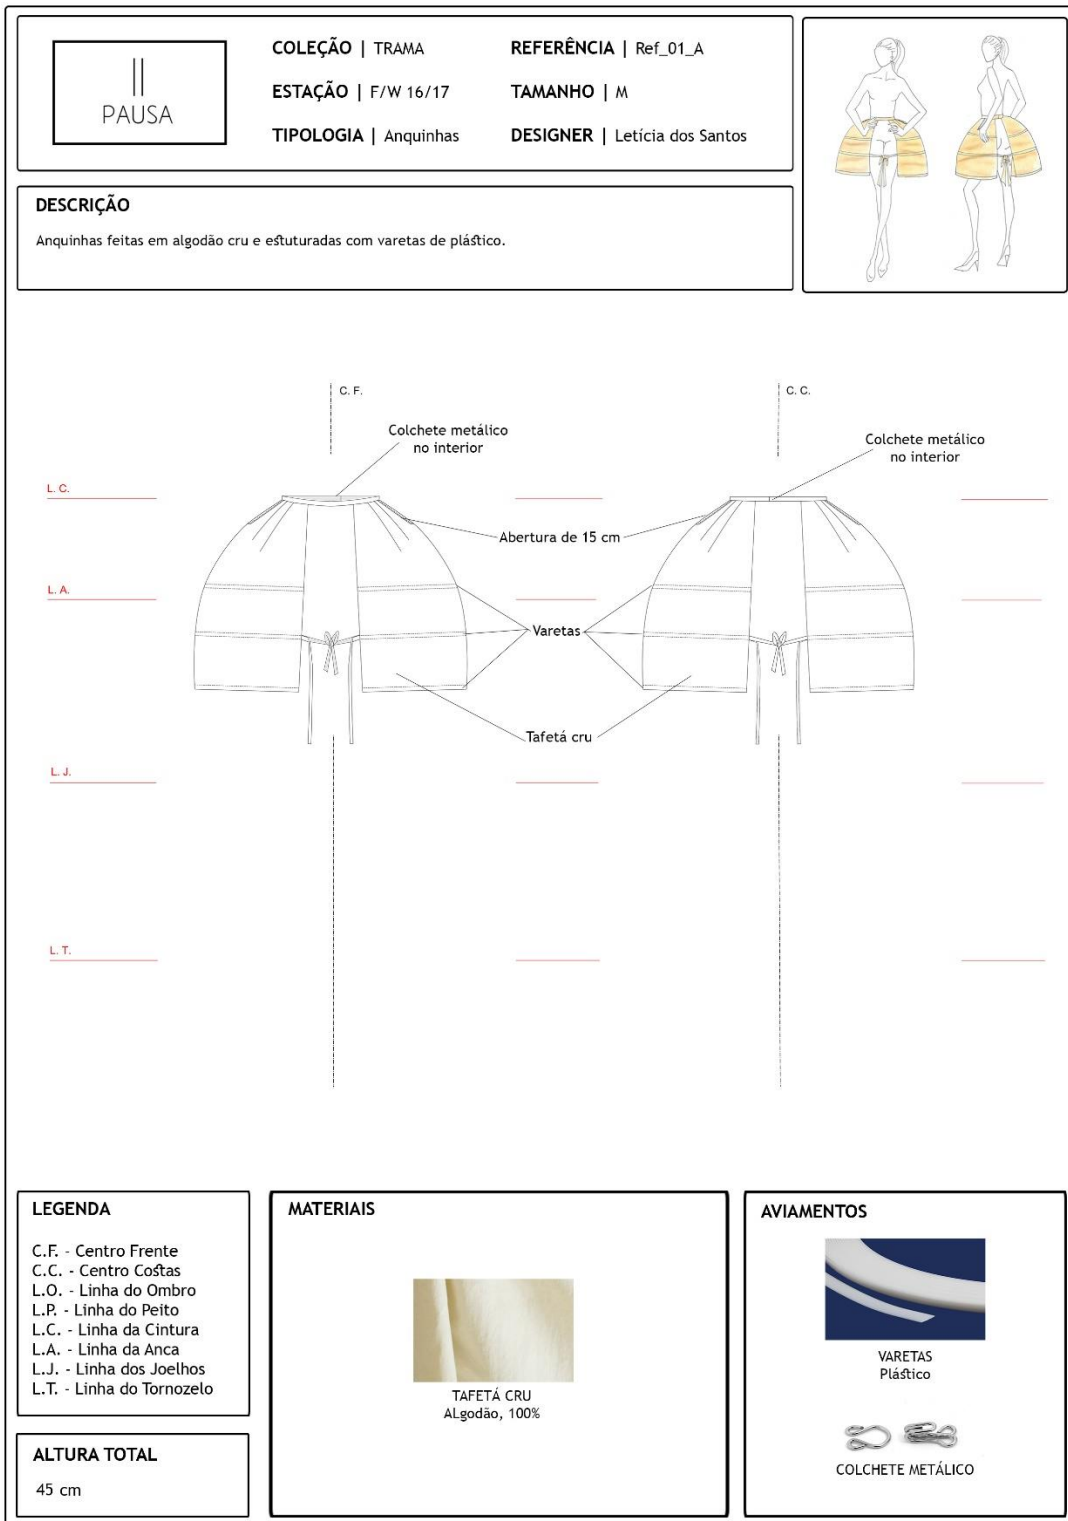 PAUSA
COLEÇÃO | TRAMA
REFERÊNCIA | Ref_01_A
ESTAÇÃO | F/W 16/17
TAMANHO | M
TIPOLOGIA | Anquinhas
DESIGNER | Letícia dos Santos
DESCRIÇÃO
Anquinhas feitas em algodão cru e estuturadas com varetas de plástico.
C. F.
C. C.
Colchete metálico
no interior
Colchete metálico
no interior
L. C.
Abertura de 15 cm
L. A.
Varetas
Tafetá cru
L. J.
L. T.
LEGENDA
C.F. - Centro Frente
C.C. - Centro Costas
L.O. - Linha do Ombro
L.P. - Linha do Peito
L.C. - Linha da Cintura
L.A. - Linha da Anca
L.J. - Linha dos Joelhos
L.T. - Linha do Tornozelo
ALTURA TOTAL
45 cm
MATERIAIS
TAFETÁ CRU
ALgodão, 100%
AVIAMENTOS
VARETAS
Plástico
COLCHETE METÁLICO